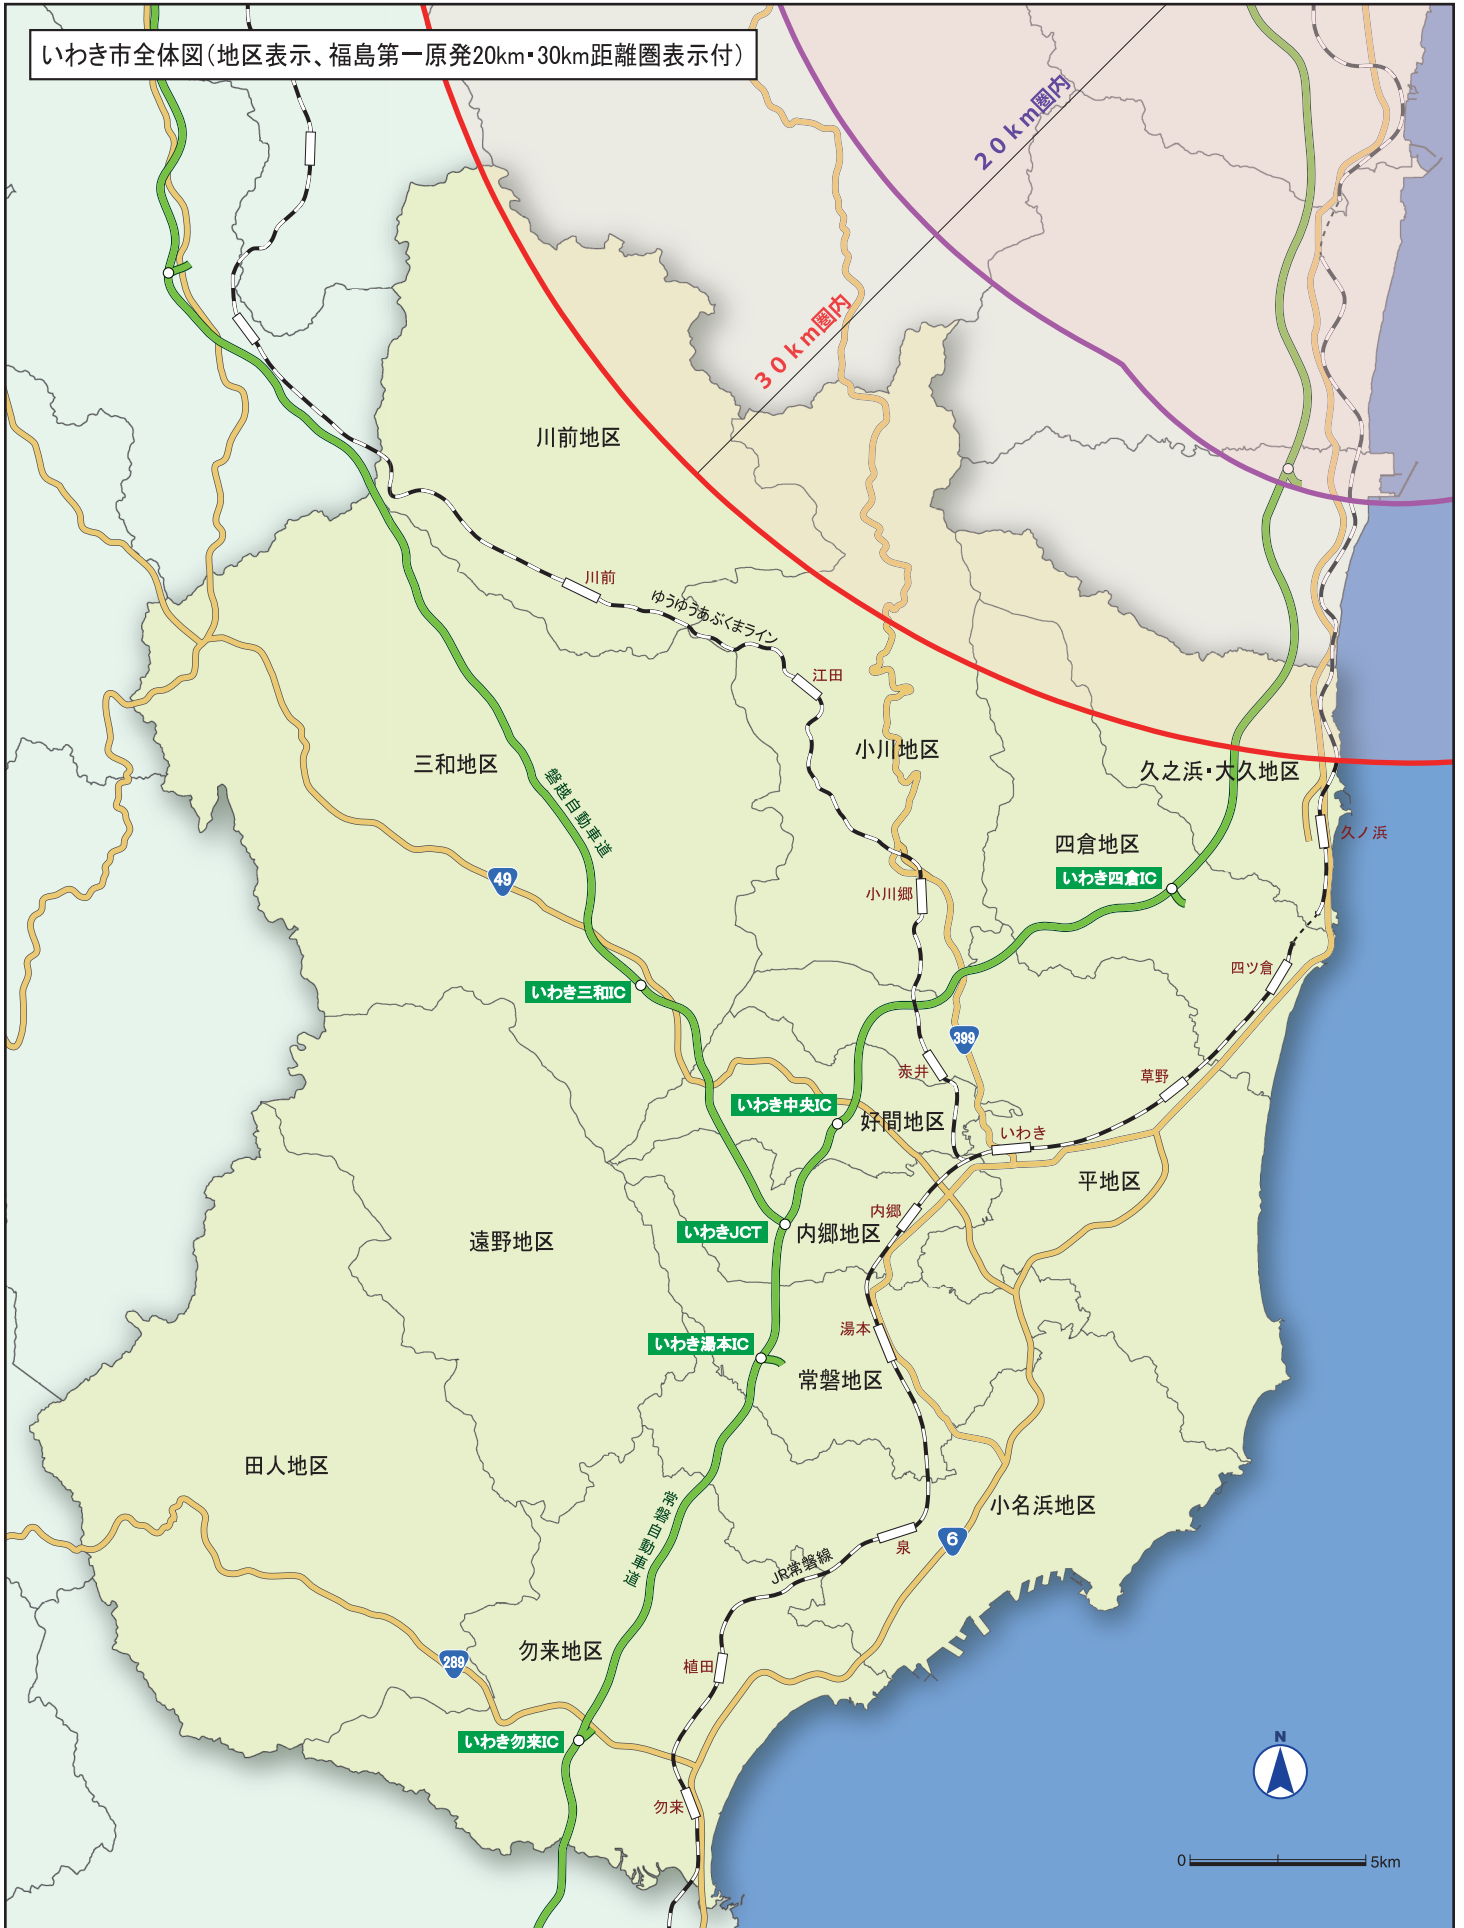 いわき市全体図(地区表示、福島第一原発20km・30km距離圏表示付)
20km圏内
30km圏内
川前地区
川前
ゆうゆうあぶくまライン
江田
小川地区
三和地区
久之浜・大久地区
磐越自動車道
久ノ浜
四倉地区
いわき四倉IC
49
小川郷
四ツ倉
いわき三和IC
399
赤井
草野
いわき中央IC
好間地区
いわき
平地区
内郷
いわきJCT
内郷地区
遠野地区
湯本
いわき湯本IC
常磐地区
田人地区
常磐自動車道
小名浜地区
6
泉
JR常磐線
勿来地区
289
植田
いわき勿来IC
N
勿来
0
5km